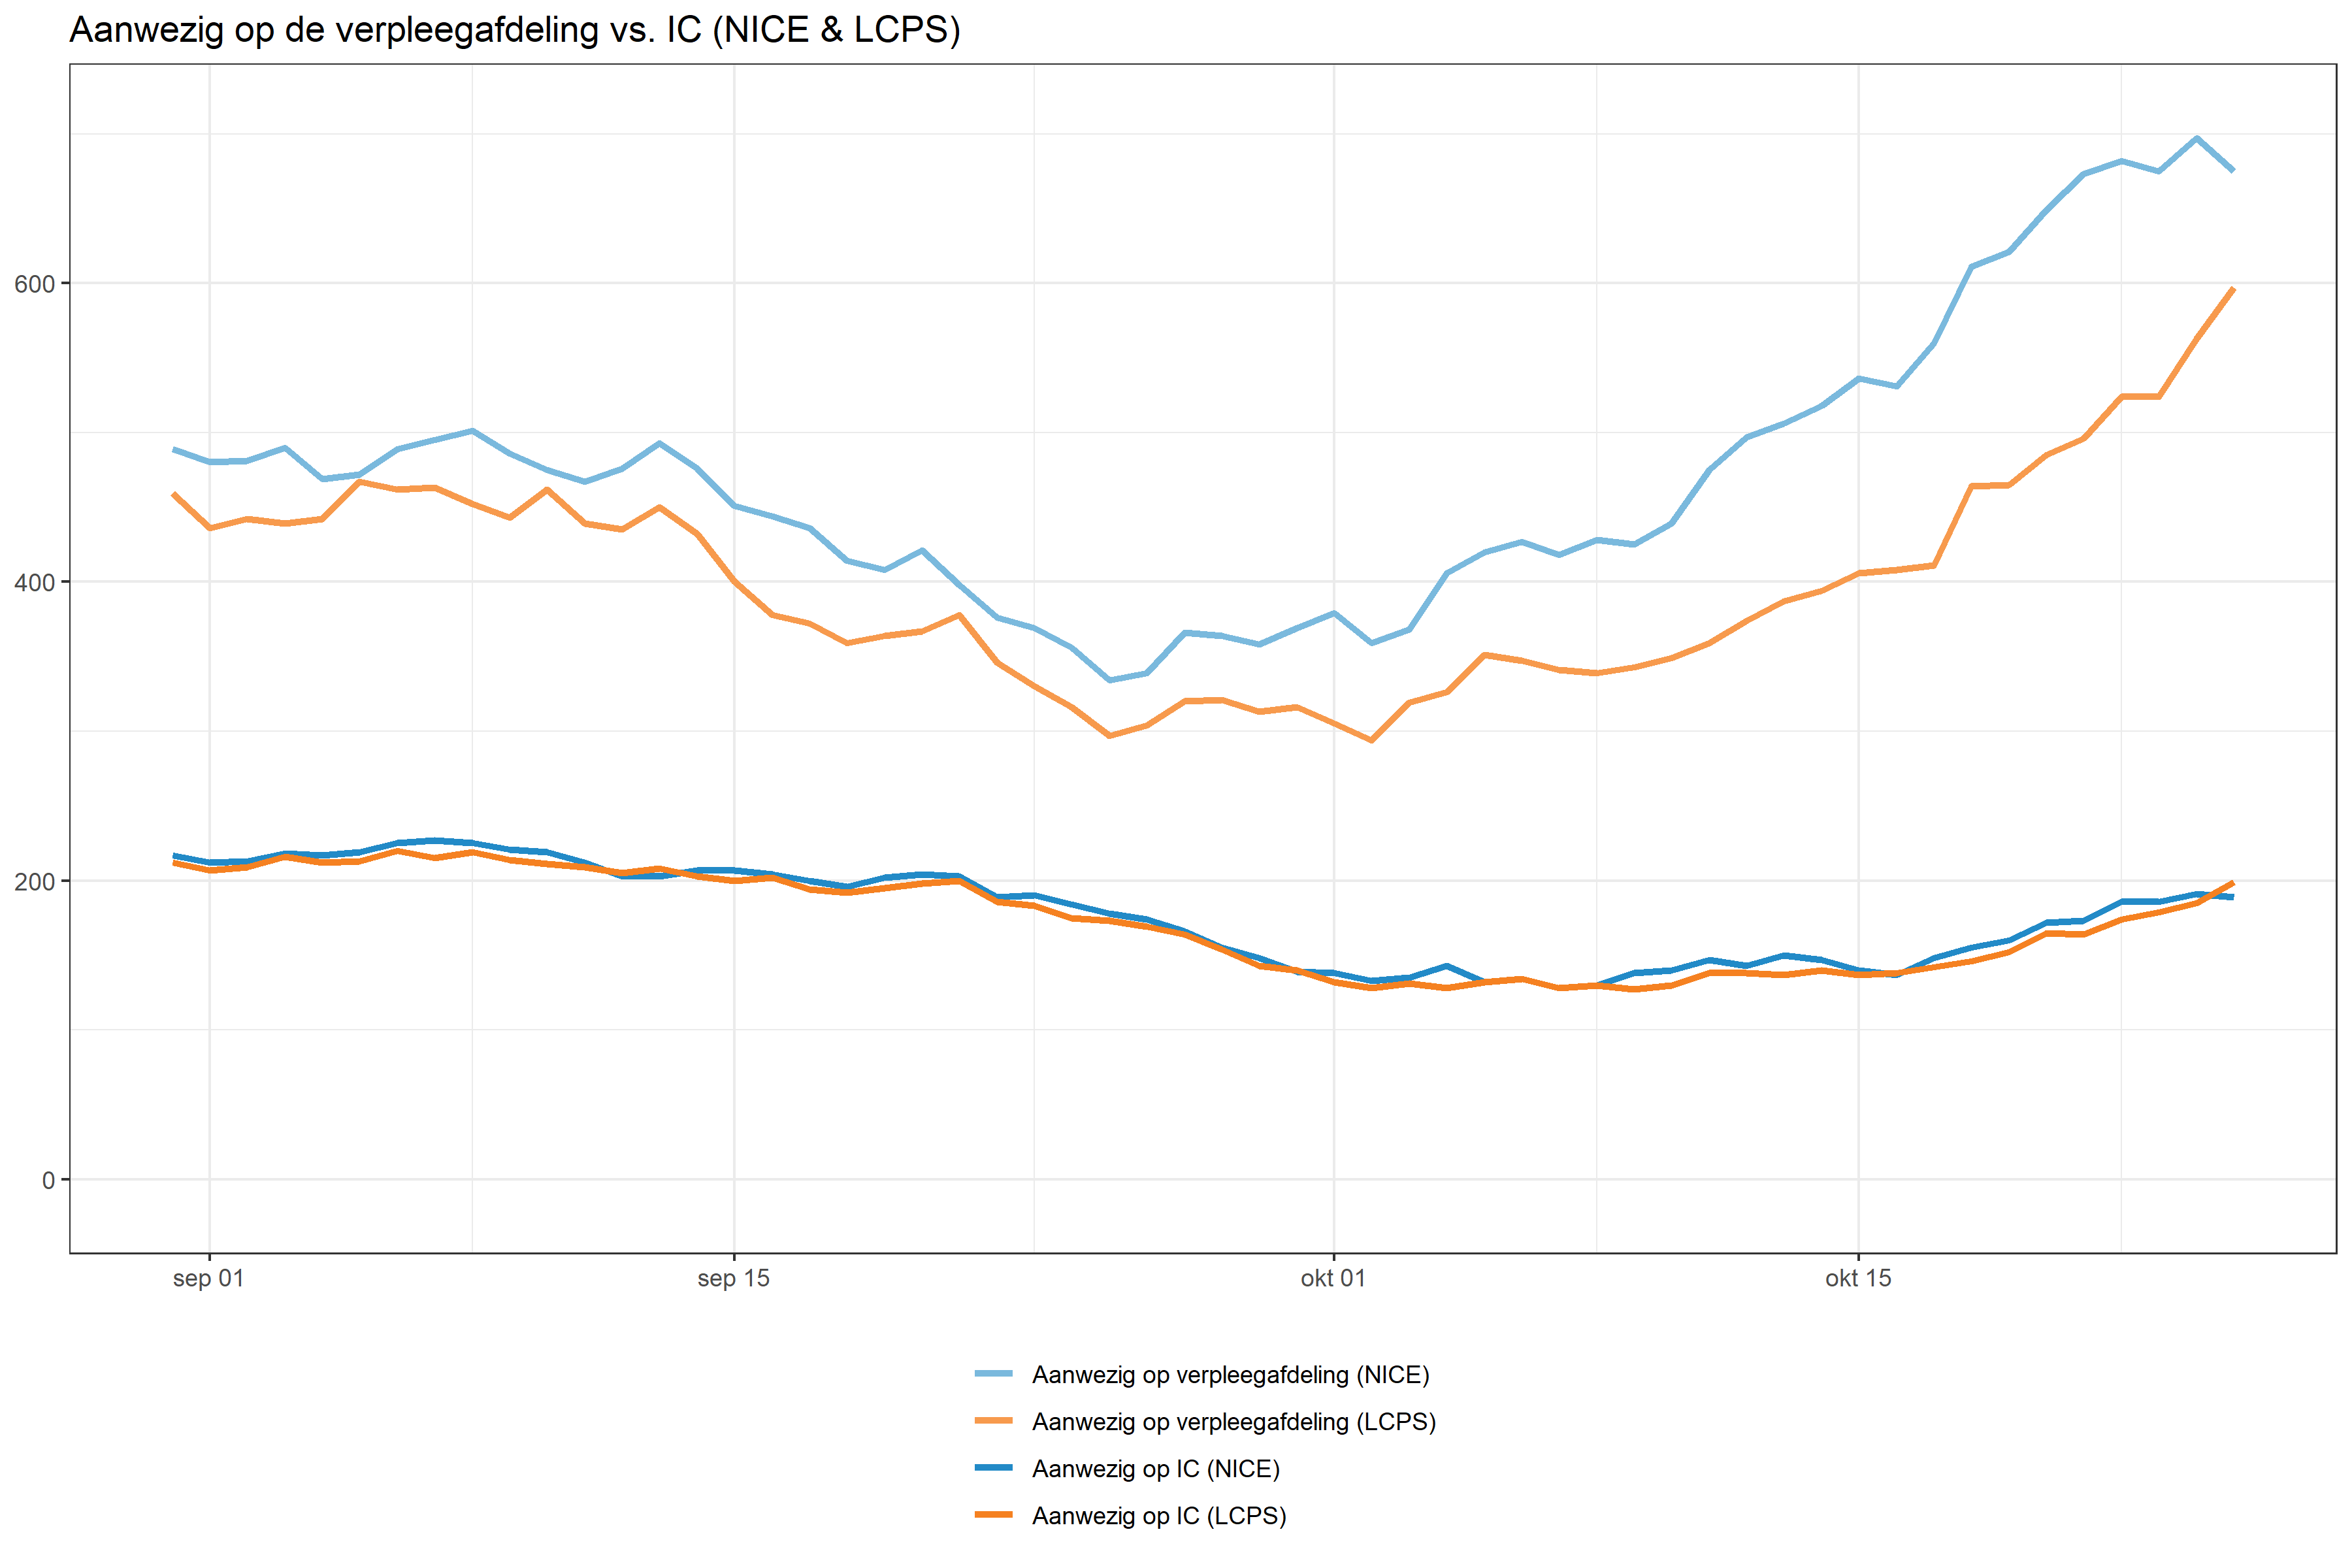 Aanwezig op de verpleegafdeling vs. IC (NICE & LCPS)
600
400
200
0
sep 01
sep 15
okt 01
okt 15
Aanwezig op verpleegafdeling (NICE)
Aanwezig op verpleegafdeling (LCPS)
Aanwezig op IC (NICE)
Aanwezig op IC (LCPS)